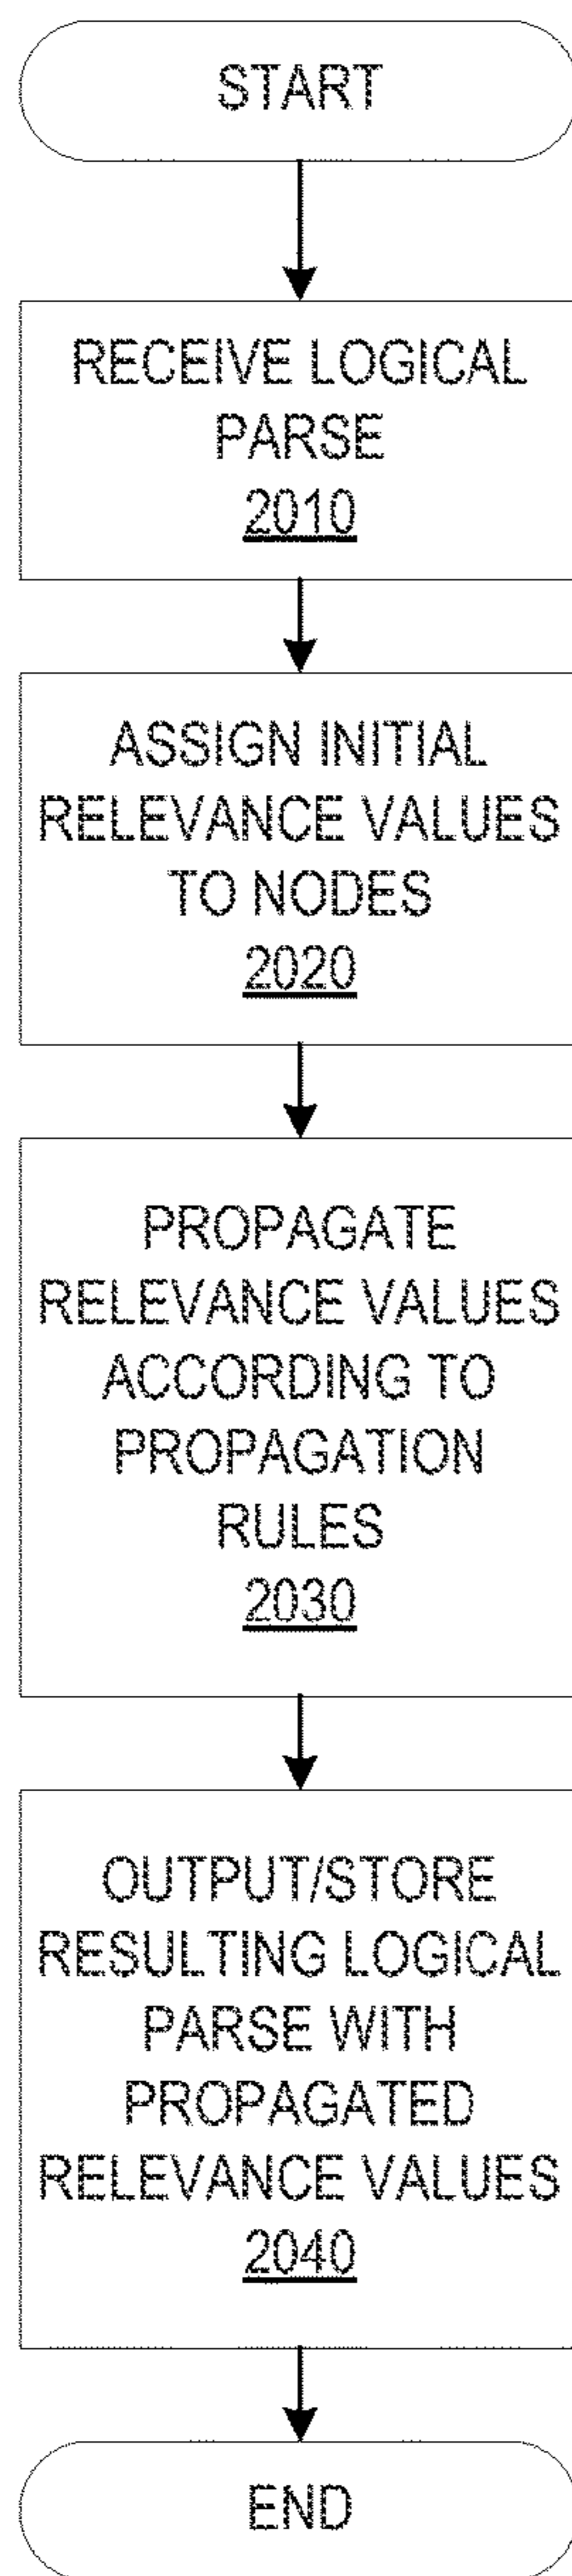 START
RECEIVE LOGICAL
PARSE
2010
ASSIGN INITIAL
RELEVANCE VALUES
TO NODES
2020
PROPAGATE
RELEVANCE VALUES
ACCORDING TO
PROPAGATION
RULES
2030
OUTPUT/STORE
RESULTING LOGICAL
PARSE WITH
PROPAGATED
RELEVANCE VALUES
2040
END